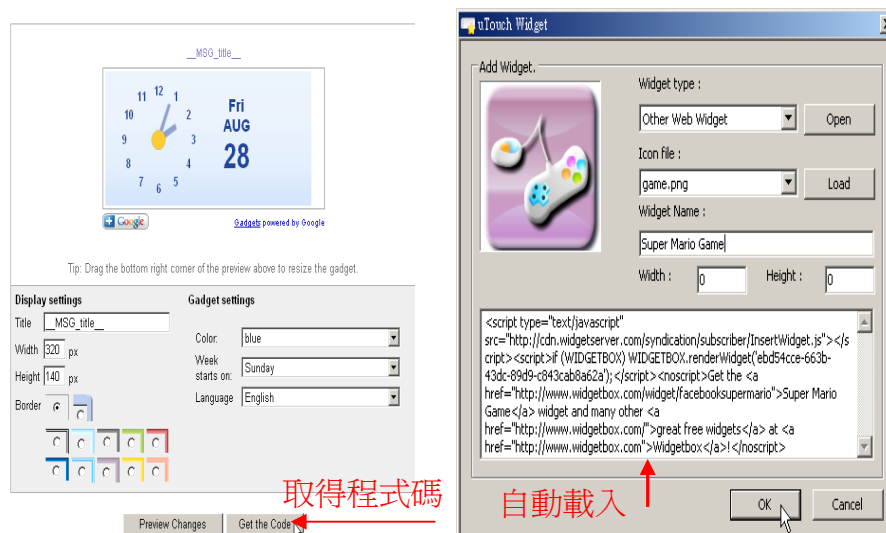 __MSG_title__
11 12 1
10 2
9 3
8 4
7 6 5
Fri
AUG
28
Google
Gadgets powered by Google
Tip: Drag the bottom right corner of the preview above to resize the gadget.
Display settings
Title __MSG_title__
Width 320 px
Height 140 px
Border
Gadget settings
Color: blue
Week
starts on: Sunday
Language English
取得程式碼
Preview Changes Get the Code
uTouch Widget
Add Widget.
Widget type :
Other Web Widget Open
Icon file :
game.png Load
Widget Name :
Super Mario Game
Width : 0 Height : 0
<script type="text/javascript"
src="http://cdn.widgetserver.com/syndication/subscriber/InsertWidget.js"></s
cript><script>if (WIDGETBOX) WIDGETBOX.renderWidget('ebd54cce-663b-
43dc-89d9-c843cab8a62a');</script><noscript>Get the <a
href="http://www.widgetbox.com/widget/facebooksupermario">Super Mario
Game</a> widget and many other <a
href="http://www.widgetbox.com/">great free widgets</a> at <a
href="http://www.widgetbox.com">Widgetbox</a>!</noscript>
自動載入
OK Cancel